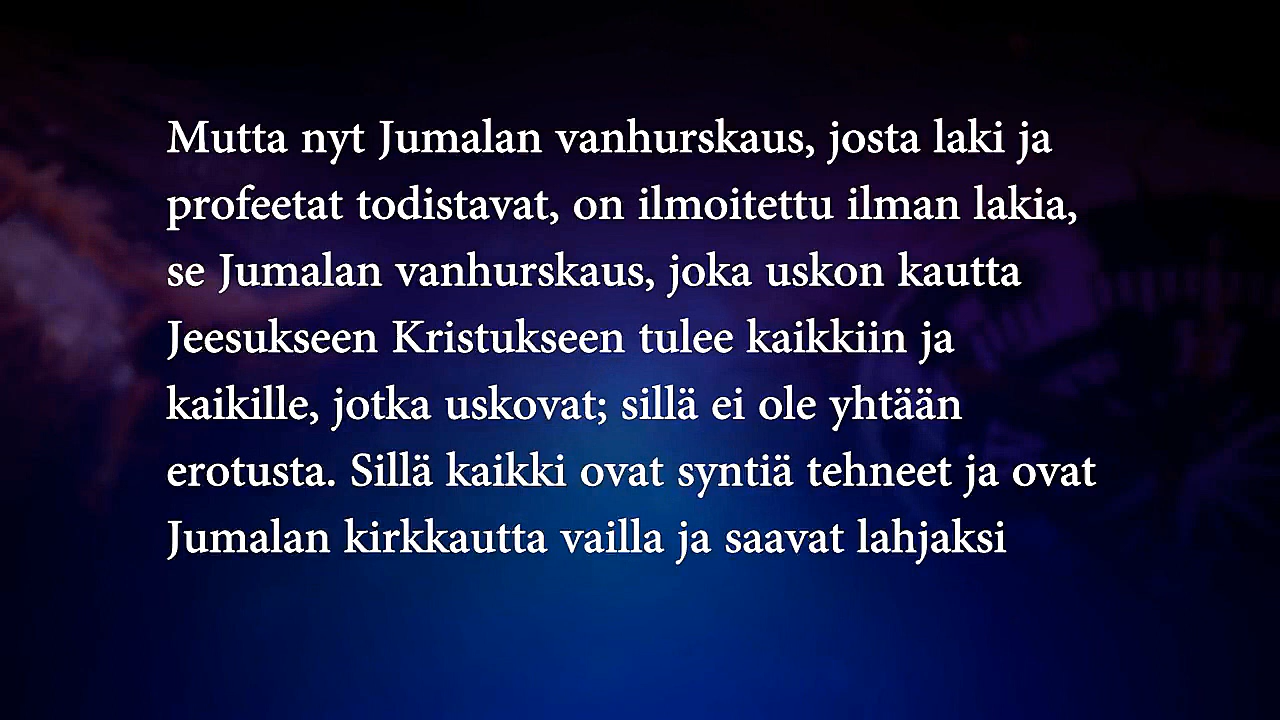 Mutta nyt Jumalan vanhurskaus, josta laki ja
profeetat todistavat, on ilmoitettu ilman lakia,
se Jumalan vanhurskaus, joka uskon kautta
Jeesukseen Kristukseen tulee kaikkiin ja
kaikille, jotka uskovat; sillä ei ole yhtään
erotusta. Sillä kaikki ovat syntiä tehneet ja ovat
Jumalan kirkkautta vailla ja saavat lahjaksi